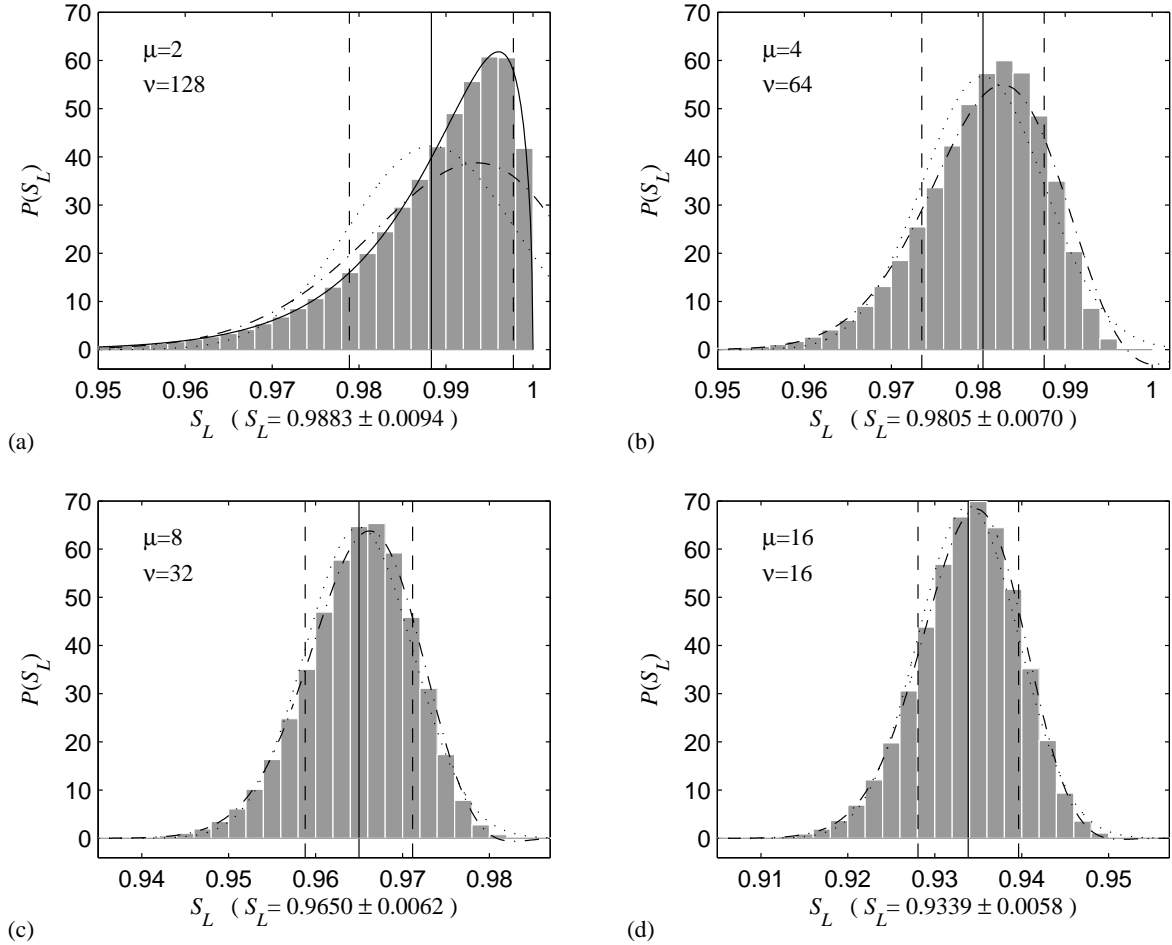 70
60
50
40
30
20
10
0
P(S_L)
μ=2
ν=128
0.95 0.96 0.97 0.98 0.99 1
S_L ( S_L = 0.9883 ± 0.0094 )
(a)
70
60
50
40
30
20
10
0
P(S_L)
μ=4
ν=64
0.95 0.96 0.97 0.98 0.99 1
S_L ( S_L = 0.9805 ± 0.0070 )
(b)
70
60
50
40
30
20
10
0
P(S_L)
μ=8
ν=32
0.94 0.95 0.96 0.97 0.98
S_L ( S_L = 0.9650 ± 0.0062 )
(c)
70
60
50
40
30
20
10
0
P(S_L)
μ=16
ν=16
0.91 0.92 0.93 0.94 0.95
S_L ( S_L = 0.9339 ± 0.0058 )
(d)